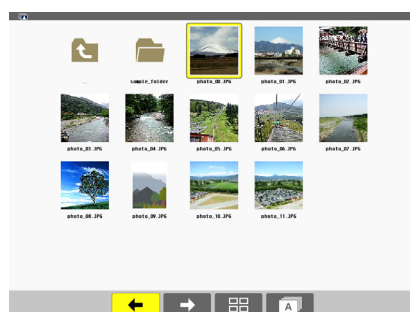 ..
sample_folder
photo_00.JPG
photo_01.JPG
photo_02.JPG
photo_03.JPG
photo_04.JPG
photo_05.JPG
photo_06.JPG
photo_07.JPG
photo_08.JPG
photo_09.JPG
photo_10.JPG
photo_11.JPG
A